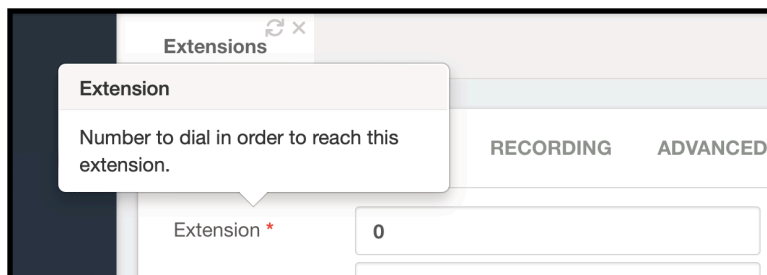 Extensions
Extension
Number to dial in order to reach this
extension.
RECORDING ADVANCED
Extension *
0